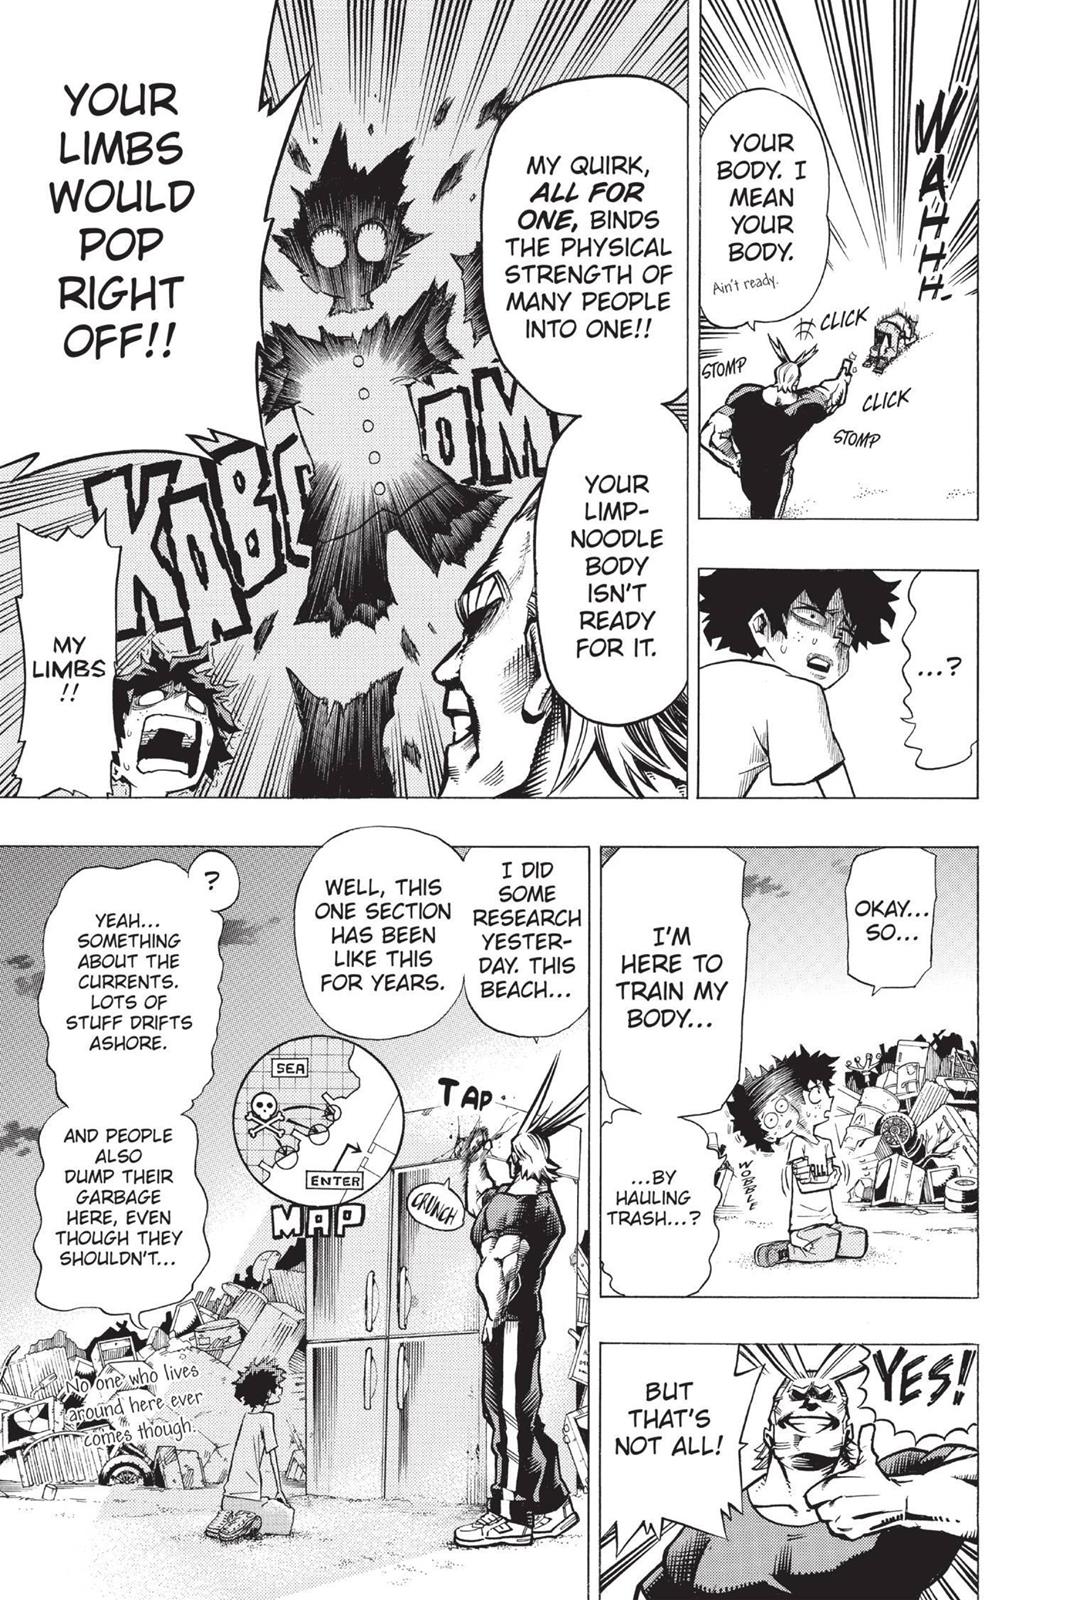 WAHHH.
YOUR
BODY. I
MEAN
YOUR
BODY.
Ain't ready.
CLICK
STOMP
CLICK
STOMP
...?
MY QUIRK,
ALL FOR
ONE, BINDS
THE PHYSICAL
STRENGTH OF
MANY PEOPLE
INTO ONE!!
YOUR
LIMP-
NOODLE
BODY
ISN'T
READY
FOR IT.
YOUR
LIMBS
WOULD
POP
RIGHT
OFF!!
KABOOM
MY
LIMBS
!!
OKAY...
SO...
I'M
HERE TO
TRAIN MY
BODY...
WOBBLE
...BY
HAULING
TRASH...?
YES!
BUT
THAT'S
NOT ALL!
I DID
SOME
RESEARCH
YESTER-
DAY. THIS
BEACH...
WELL, THIS
ONE SECTION
HAS BEEN
LIKE THIS
FOR YEARS.
?
YEAH...
SOMETHING
ABOUT THE
CURRENTS.
LOTS OF
STUFF DRIFTS
ASHORE.
AND PEOPLE
ALSO
DUMP THEIR
GARBAGE
HERE, EVEN
THOUGH THEY
SHOULDN'T...
SEA
ENTER
MAP
TAP
CRUNCH
No one who lives
around here ever
comes though.